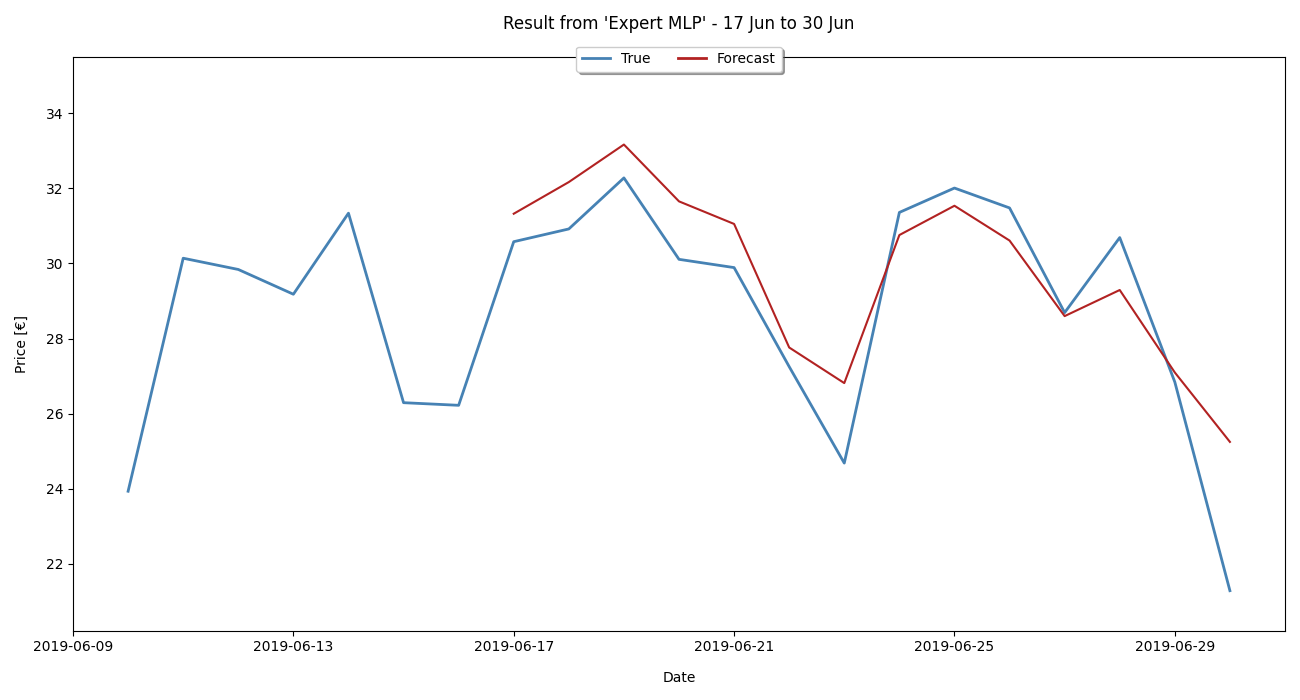 Result from 'Expert MLP' - 17 Jun to 30 Jun
True Forecast
Price [€]
34
32
30
28
26
24
22
2019-06-09 2019-06-13 2019-06-17 2019-06-21 2019-06-25 2019-06-29
Date